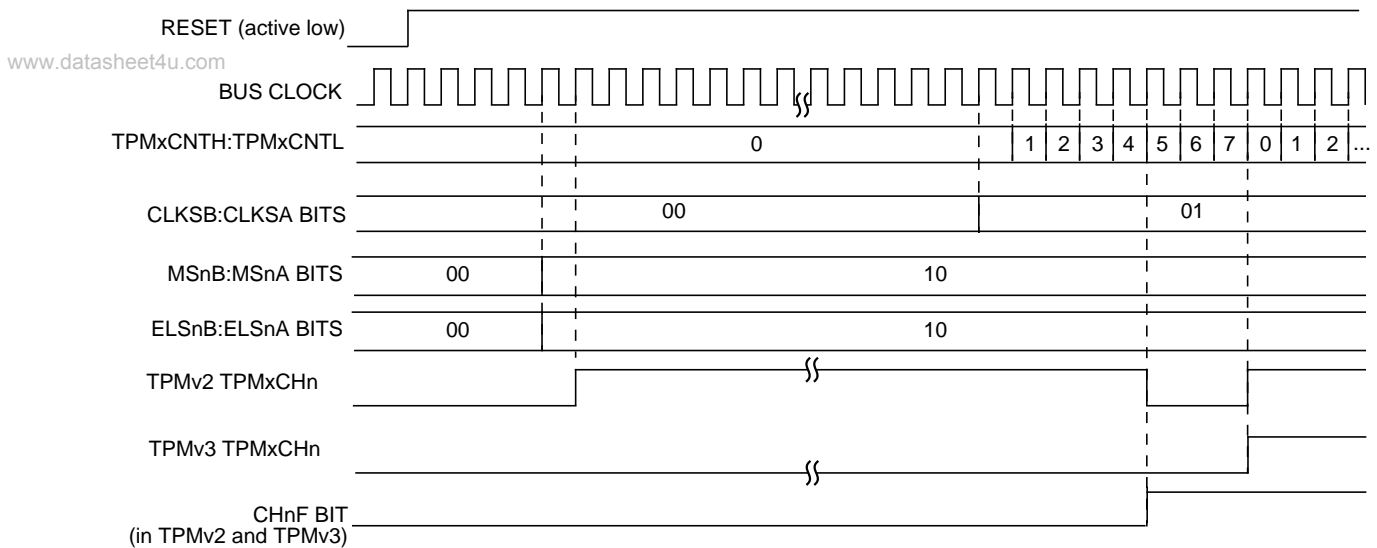 RESET (active low)
www.datasheet4u.com
BUS CLOCK
TPMxCNTH:TPMxCNTL 0 1 2 3 4 5 6 7 0 1 2 ...
CLKSB:CLKSA BITS 00 01
MSnB:MSnA BITS 00 10
ELSnB:ELSnA BITS 00 10
TPMv2 TPMxCHn
TPMv3 TPMxCHn
CHnF BIT
(in TPMv2 and TPMv3)